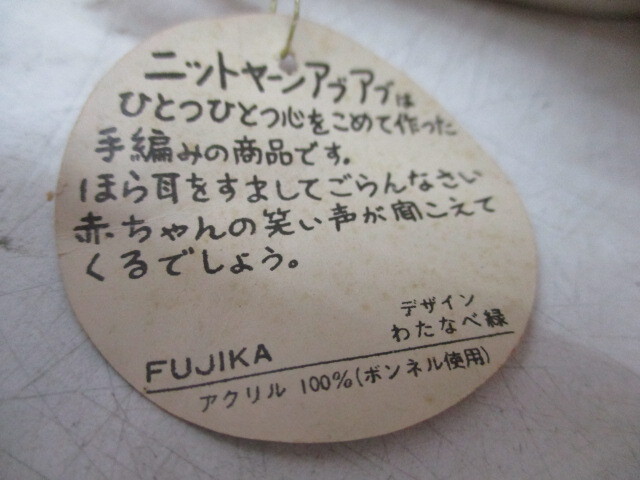 ニットヤーンアブアブは
ひとつひとつ心をこめて作った
手編みの商品です。
ほら耳をすましてごらんなさい
赤ちゃんの笑い声が聞こえて
くるでしょう。
デザイン
わたなべ緑
FUJIKA
アクリル 100%(ボンネル使用)